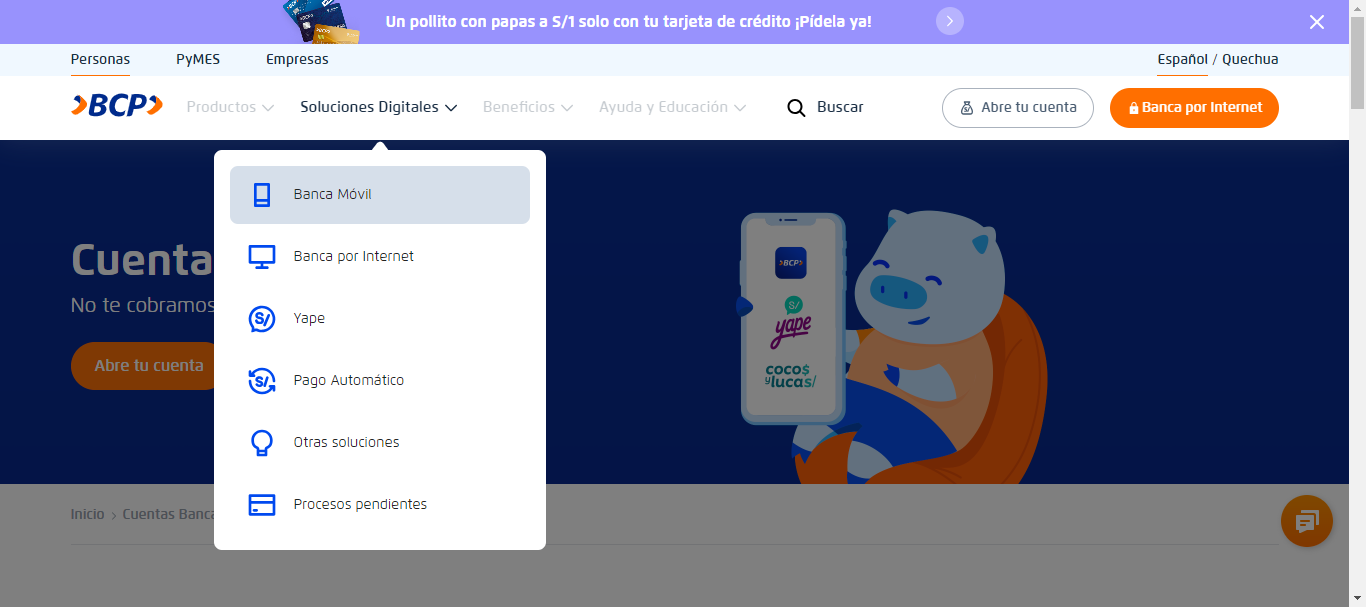 Un pollito con papas a S/1 solo con tu tarjeta de crédito ¡Pídela ya!
Personas PyMES Empresas Español / Quechua
BCP Productos Soluciones Digitales Beneficios Ayuda y Educación Buscar Abre tu cuenta Banca por Internet
Banca Móvil
Banca por Internet
Yape
Pago Automático
Otras soluciones
Procesos pendientes
Cuenta
No te cobramos
Abre tu cuenta
BCP
S/
yape
coco$
y lucas/
Inicio > Cuentas Banca